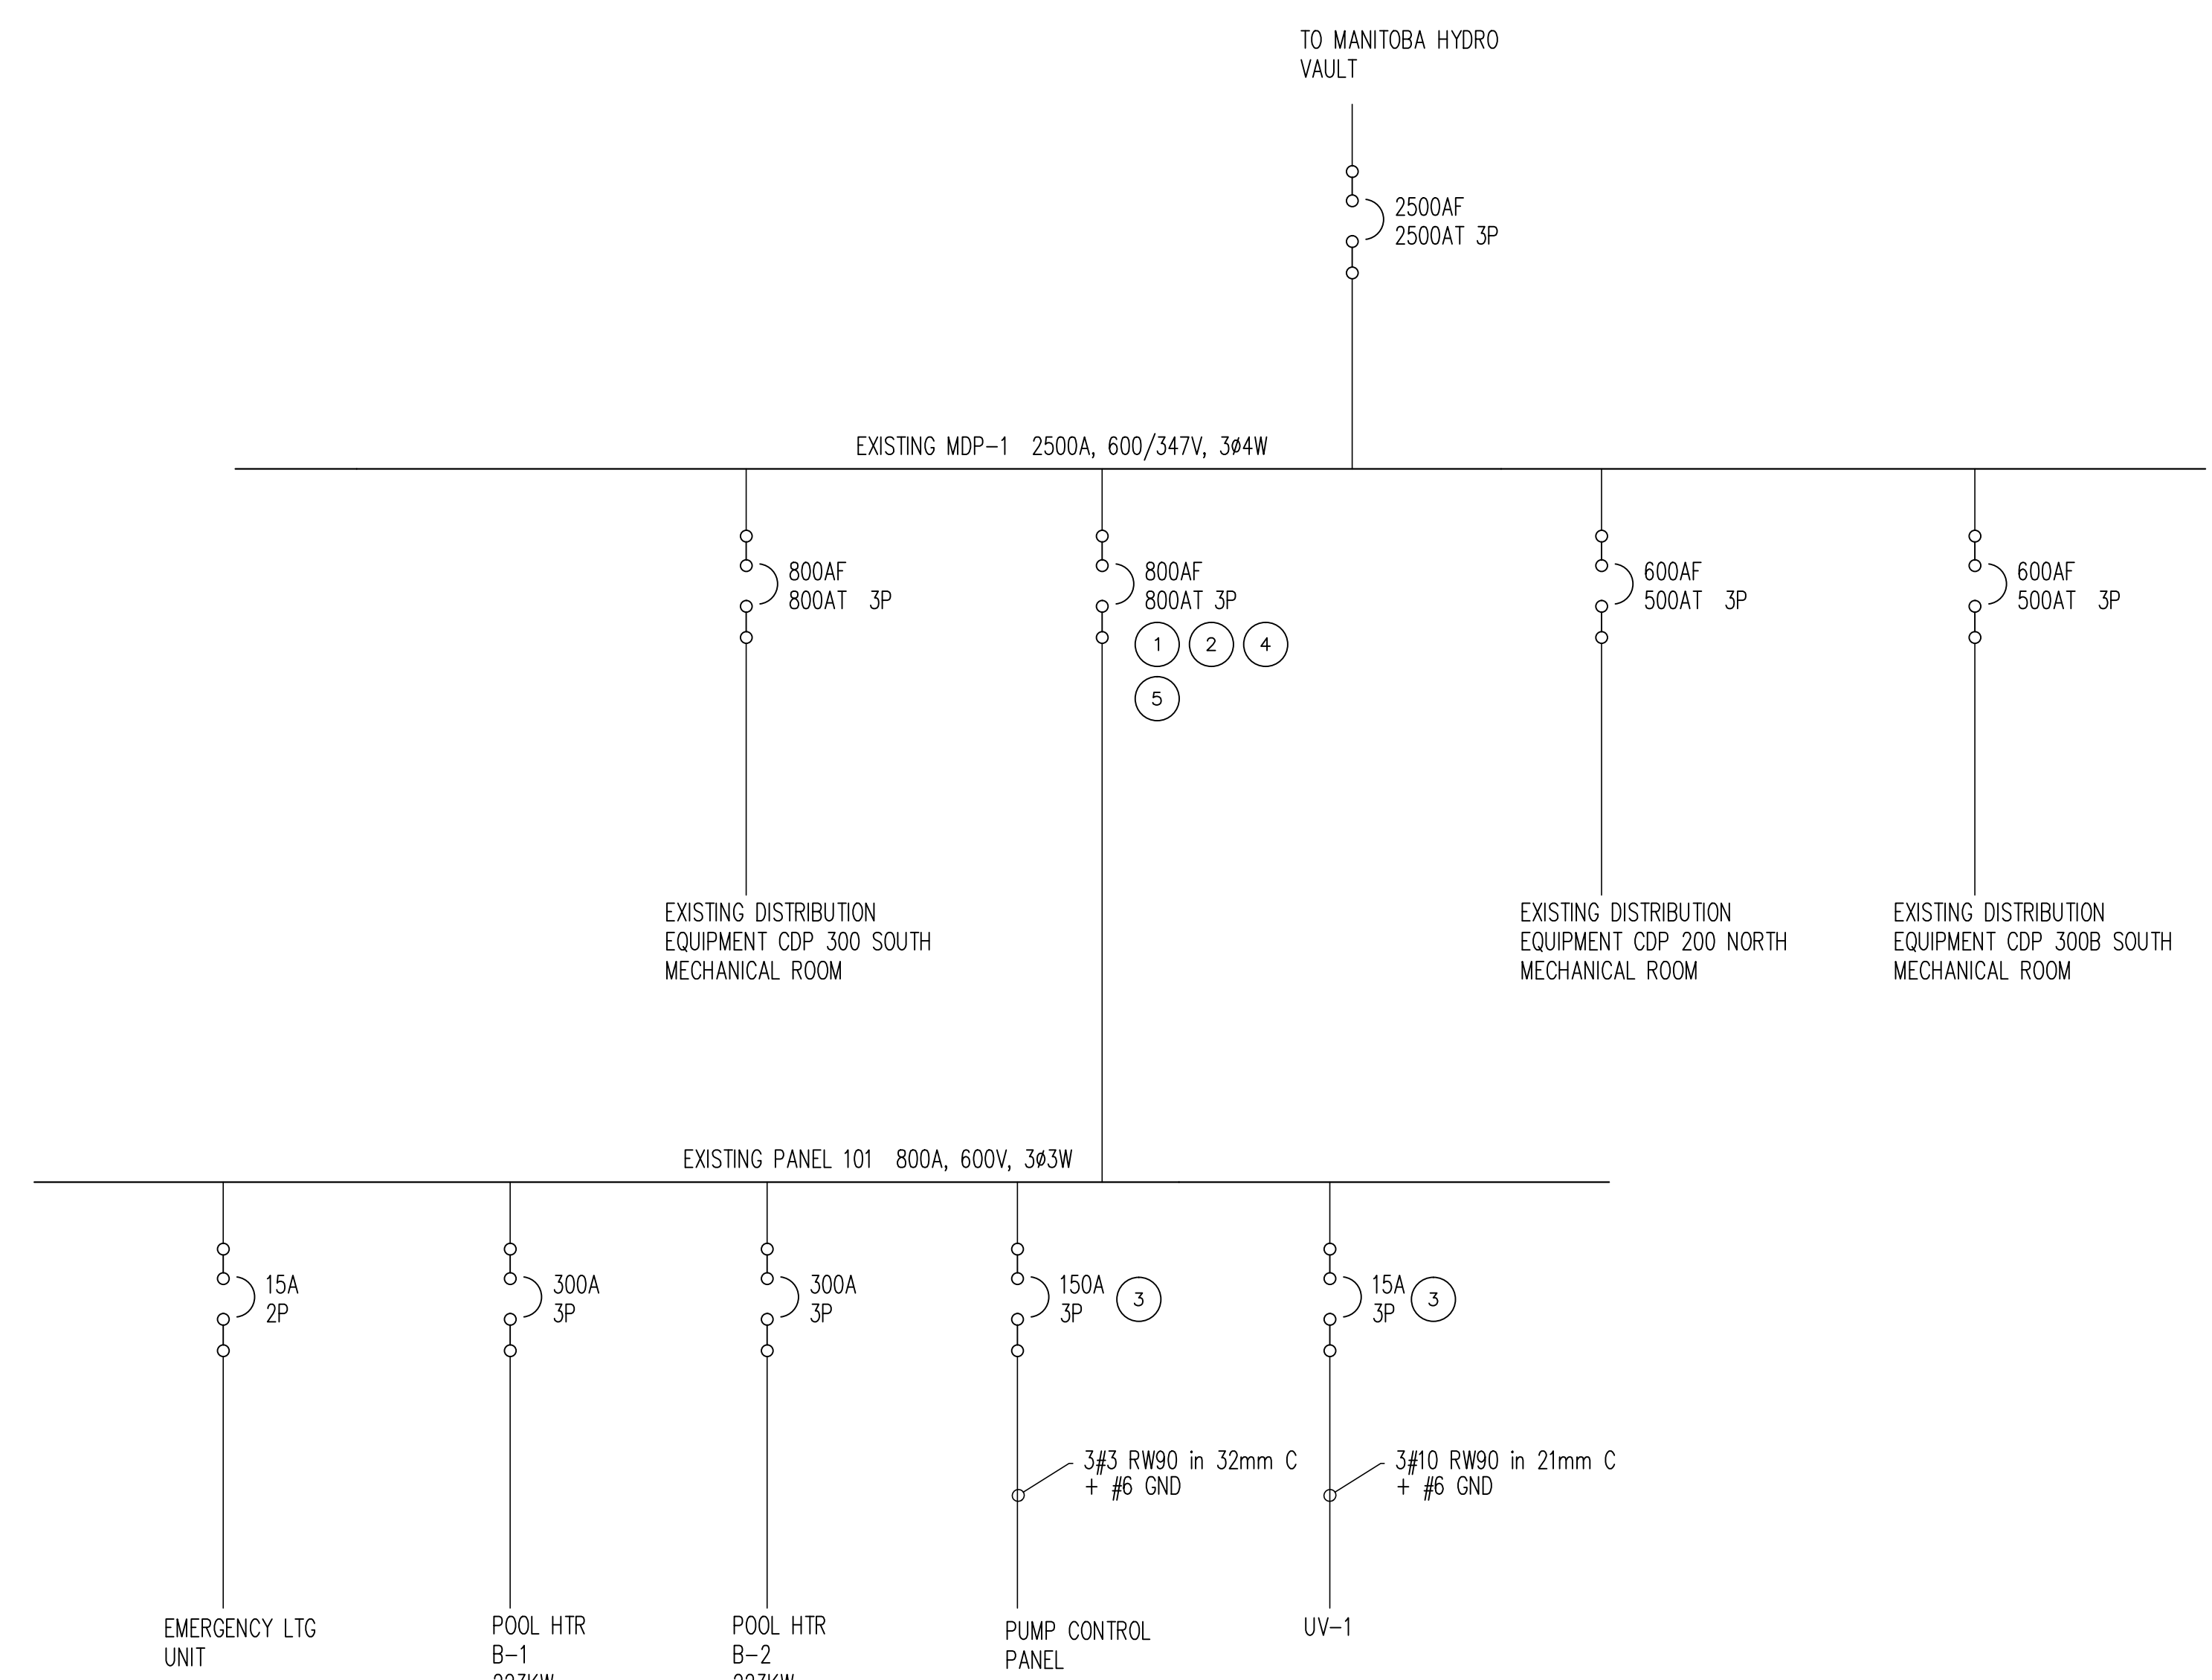 TO MANITOBA HYDRO
VAULT
2500AF
2500AT 3P
EXISTING MDP-1 2500A, 600/347V, 3ø4W
800AF
800AT 3P
800AF
800AT 3P
1 2 4
5
600AF
500AT 3P
600AF
500AT 3P
EXISTING DISTRIBUTION
EQUIPMENT CDP 300 SOUTH
MECHANICAL ROOM
EXISTING DISTRIBUTION
EQUIPMENT CDP 200 NORTH
MECHANICAL ROOM
EXISTING DISTRIBUTION
EQUIPMENT CDP 300B SOUTH
MECHANICAL ROOM
EXISTING PANEL 101 800A, 600V, 3ø3W
15A
2P
300A
3P
300A
3P
150A
3P
3
15A
3P
3
3#3 RW90 in 32mm C
+ #6 GND
3#10 RW90 in 21mm C
+ #6 GND
EMERGENCY LTG
UNIT
POOL HTR
B-1
POOL HTR
B-2
PUMP CONTROL
PANEL
UV-1